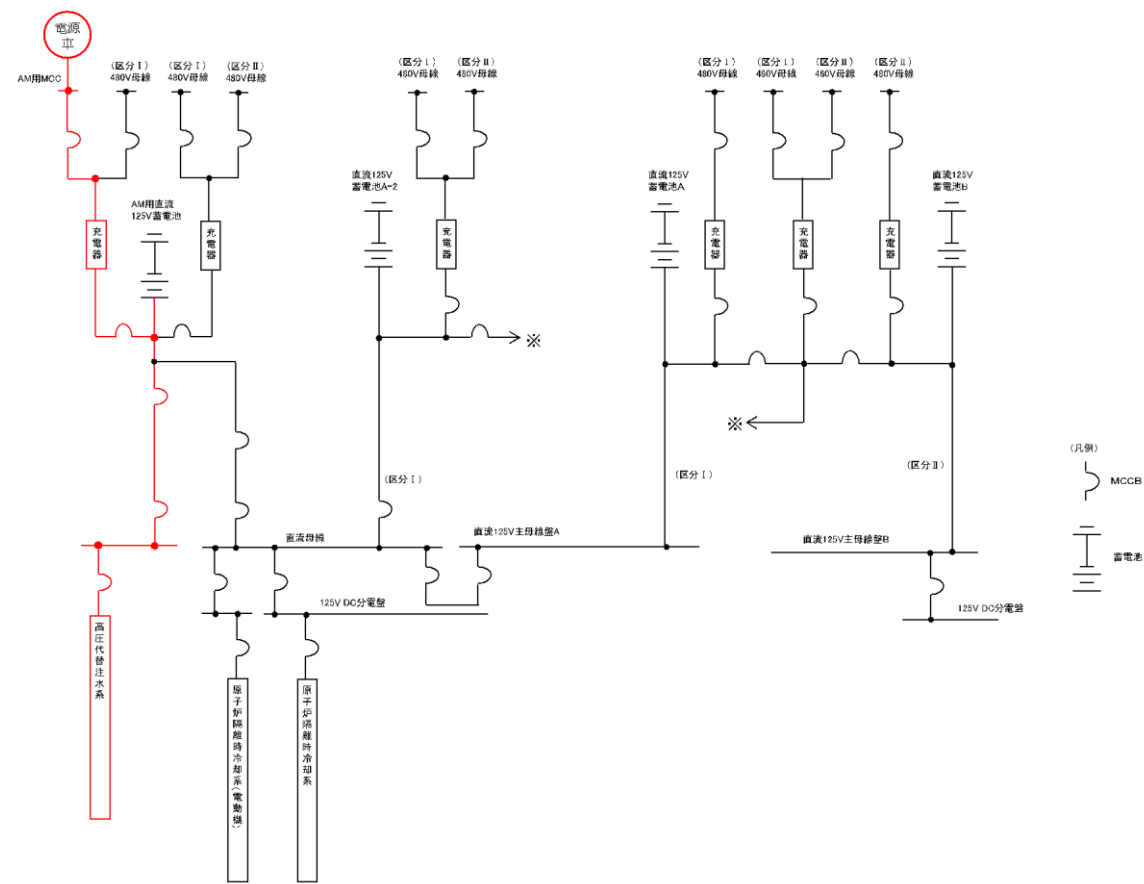 電源
車
AM用MCC
(区分Ⅰ)
480V母線
(区分Ⅰ)
480V母線
(区分Ⅱ)
480V母線
(区分Ⅰ)
480V母線
(区分Ⅱ)
480V母線
(区分Ⅰ)
480V母線
(区分Ⅰ)
480V母線
(区分Ⅱ)
480V母線
(区分Ⅱ)
480V母線
AM用直流
125V蓄電池
直流125V
蓄電池A-2
直流125V
蓄電池A
直流125V
蓄電池B
充電器
充電器
充電器
充電器
充電器
充電器
※
※
(区分Ⅰ)
(区分Ⅰ)
(区分Ⅱ)
(凡例)
MCCB
蓄電池
直流母線
直流125V主母線盤A
直流125V主母線盤B
125V DC分電盤
125V DC分電盤
高圧代替注水系
原子炉隔離時冷却系(電動機)
原子炉隔離時冷却系